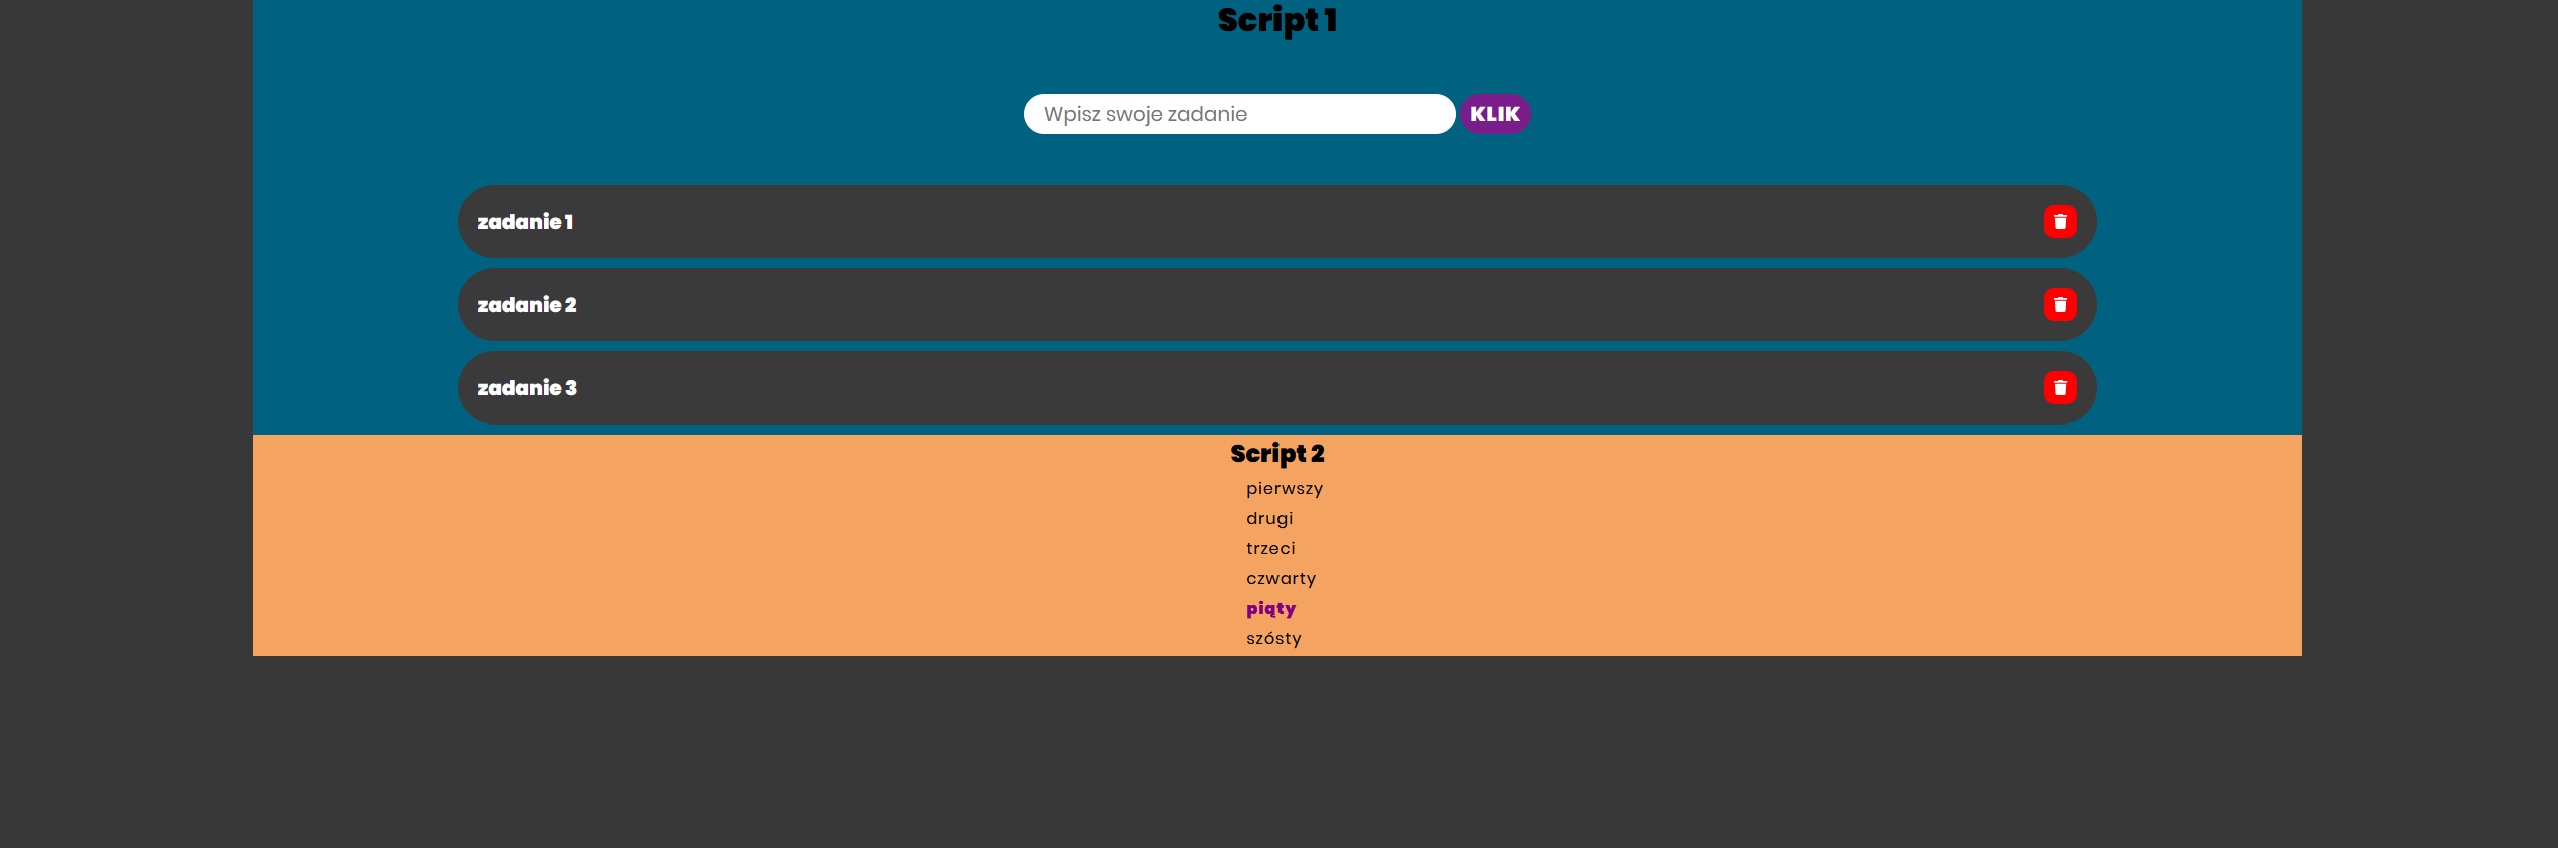 Script 1
Wpisz swoje zadanie KLIK
zadanie 1
zadanie 2
zadanie 3
Script 2
pierwszy
drugi
trzeci
czwarty
piąty
szósty